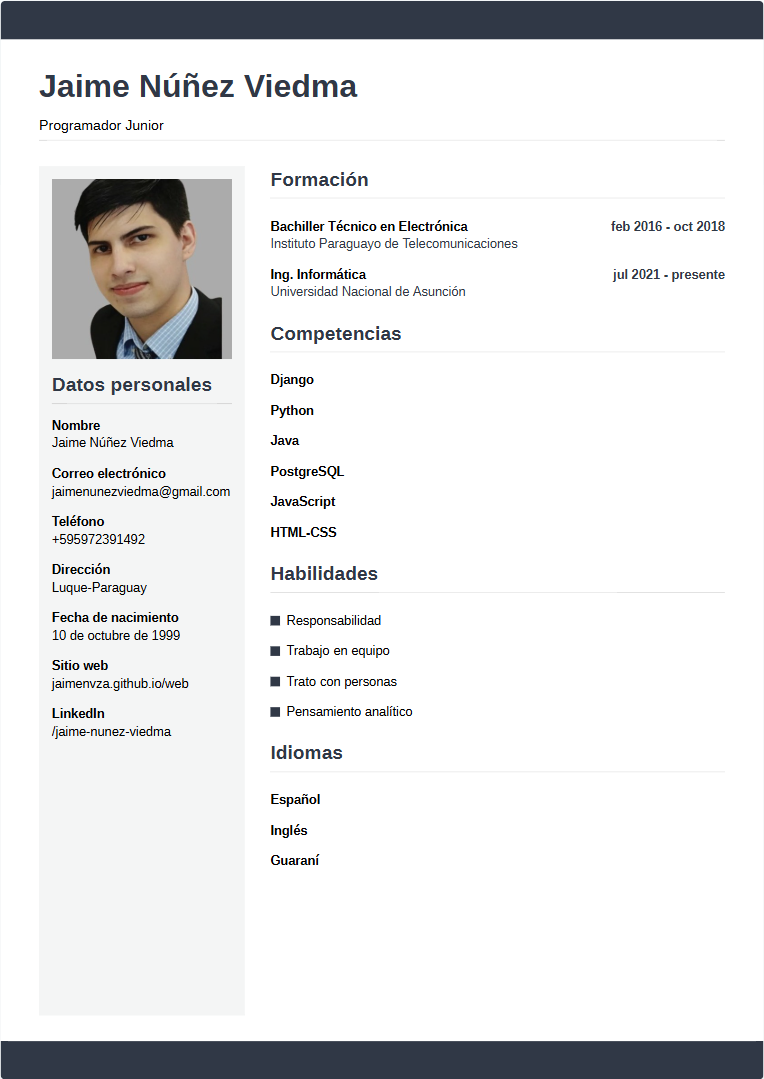 Jaime Núñez Viedma
Programador Junior
Datos personales
Nombre
Jaime Núñez Viedma
Correo electrónico
jaimenunezviedma@gmail.com
Teléfono
+595972391492
Dirección
Luque-Paraguay
Fecha de nacimiento
10 de octubre de 1999
Sitio web
jaimenvza.github.io/web
LinkedIn
/jaime-nunez-viedma
Formación
Bachiller Técnico en Electrónica feb 2016 - oct 2018
Instituto Paraguayo de Telecomunicaciones
Ing. Informática jul 2021 - presente
Universidad Nacional de Asunción
Competencias
Django
Python
Java
PostgreSQL
JavaScript
HTML-CSS
Habilidades
Responsabilidad
Trabajo en equipo
Trato con personas
Pensamiento analítico
Idiomas
Español
Inglés
Guaraní